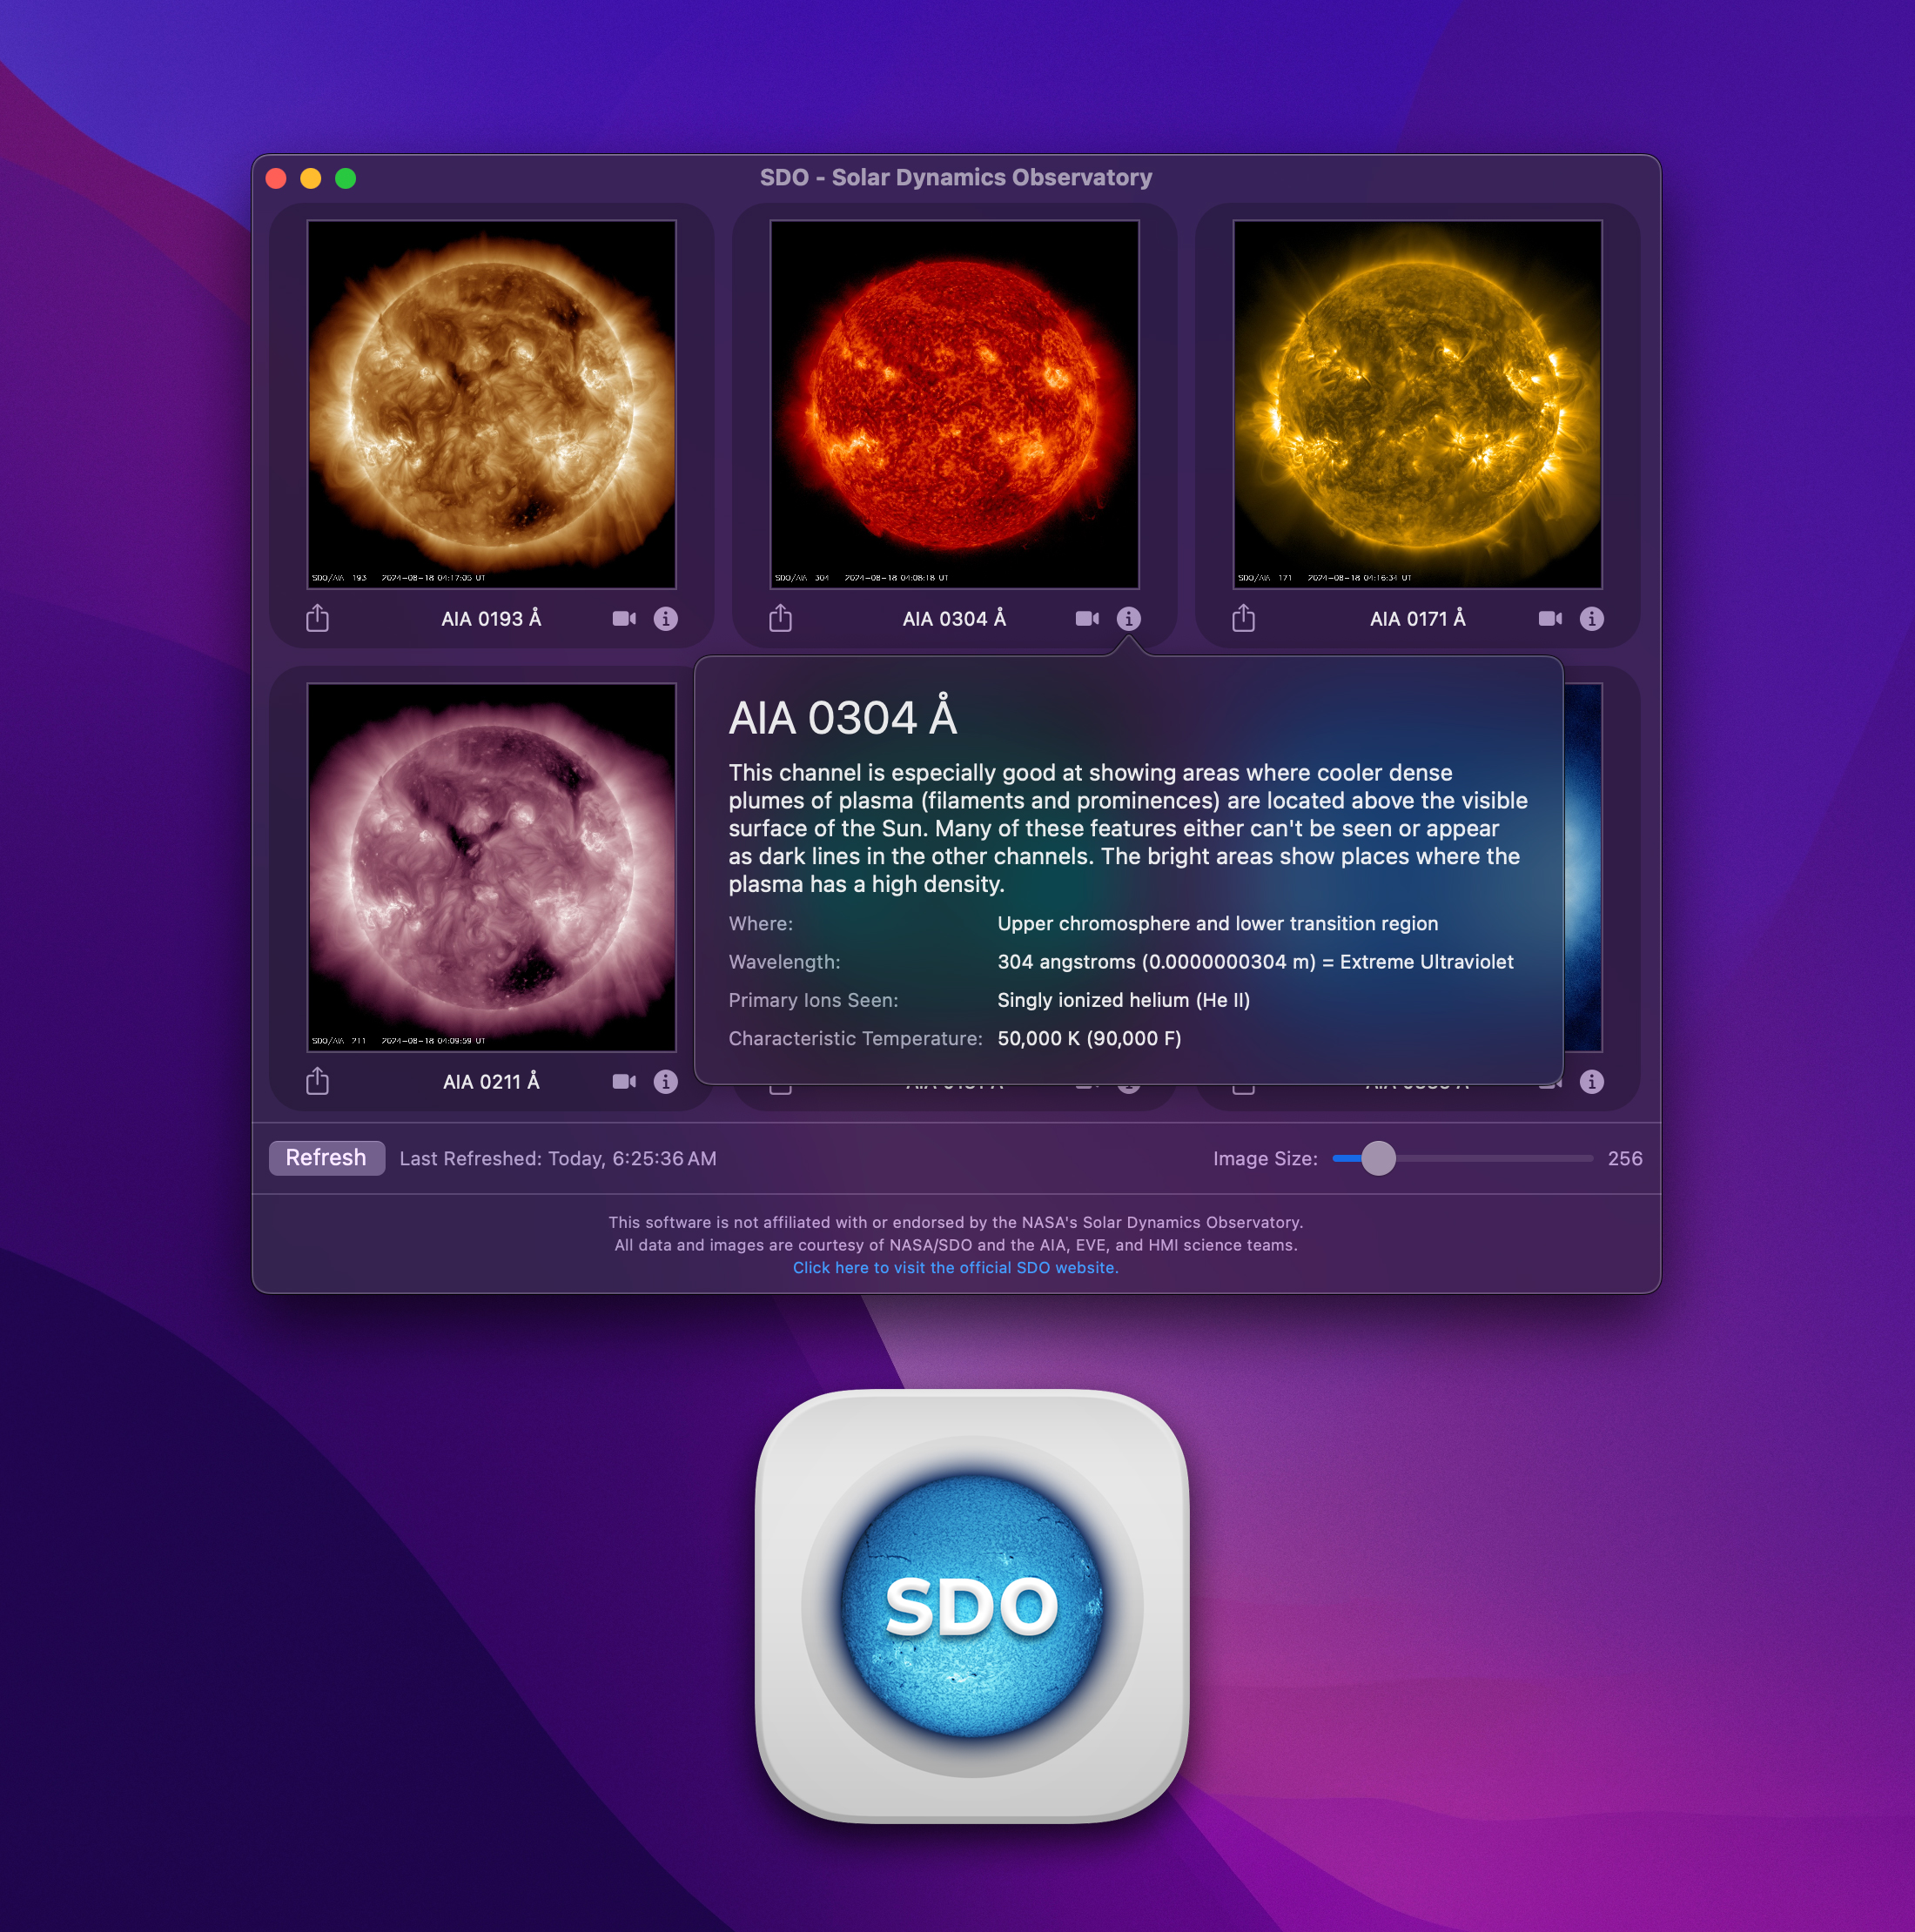 SDO - Solar Dynamics Observatory
SDO/AIA 193 2024-08-18 04:17:05 UT
SDO/AIA 304 2024-08-18 04:08:18 UT
SDO/AIA 171 2024-08-18 04:16:34 UT
AIA 0193 Å
AIA 0304 Å
AIA 0171 Å
AIA 0304 Å
This channel is especially good at showing areas where cooler dense
plumes of plasma (filaments and prominences) are located above the visible
surface of the Sun. Many of these features either can't be seen or appear
as dark lines in the other channels. The bright areas show places where the
plasma has a high density.
Where: Upper chromosphere and lower transition region
Wavelength: 304 angstroms (0.0000000304 m) = Extreme Ultraviolet
Primary Ions Seen: Singly ionized helium (He II)
Characteristic Temperature: 50,000 K (90,000 F)
SDO/AIA 211 2024-08-18 04:09:59 UT
AIA 0211 Å
Refresh Last Refreshed: Today, 6:25:36 AM
Image Size: 256
This software is not affiliated with or endorsed by the NASA's Solar Dynamics Observatory.
All data and images are courtesy of NASA/SDO and the AIA, EVE, and HMI science teams.
Click here to visit the official SDO website.
SDO